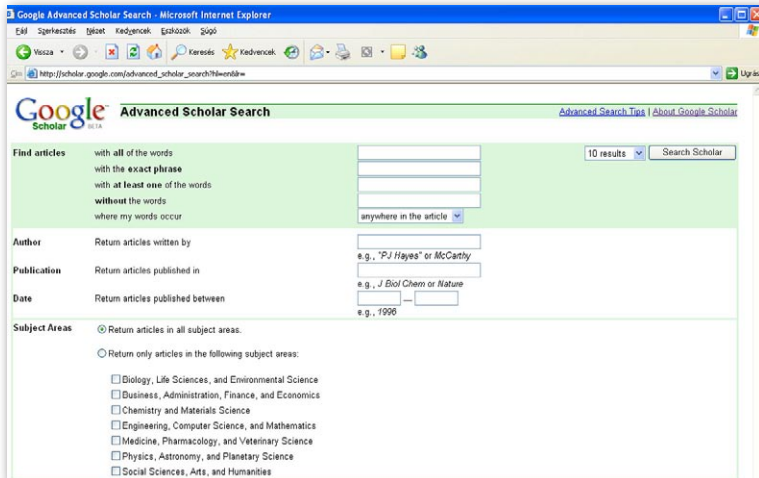 Google Advanced Scholar Search - Microsoft Internet Explorer
Fájl Szerkesztés Nézet Kedvencek Eszközök Súgó
Vissza Keresés Kedvencek
http://scholar.google.com/advanced_scholar_search?hl=en&lr= Ugrás
Google Scholar BETA Advanced Scholar Search Advanced Search Tips | About Google Scholar
Find articles with all of the words 10 results Search Scholar
with the exact phrase
with at least one of the words
without the words
where my words occur anywhere in the article
Author Return articles written by
e.g., "PJ Hayes" or McCarthy
Publication Return articles published in
e.g., J Biol Chem or Nature
Date Return articles published between —
e.g., 1996
Subject Areas Return articles in all subject areas.
Return only articles in the following subject areas:
Biology, Life Sciences, and Environmental Science
Business, Administration, Finance, and Economics
Chemistry and Materials Science
Engineering, Computer Science, and Mathematics
Medicine, Pharmacology, and Veterinary Science
Physics, Astronomy, and Planetary Science
Social Sciences, Arts, and Humanities